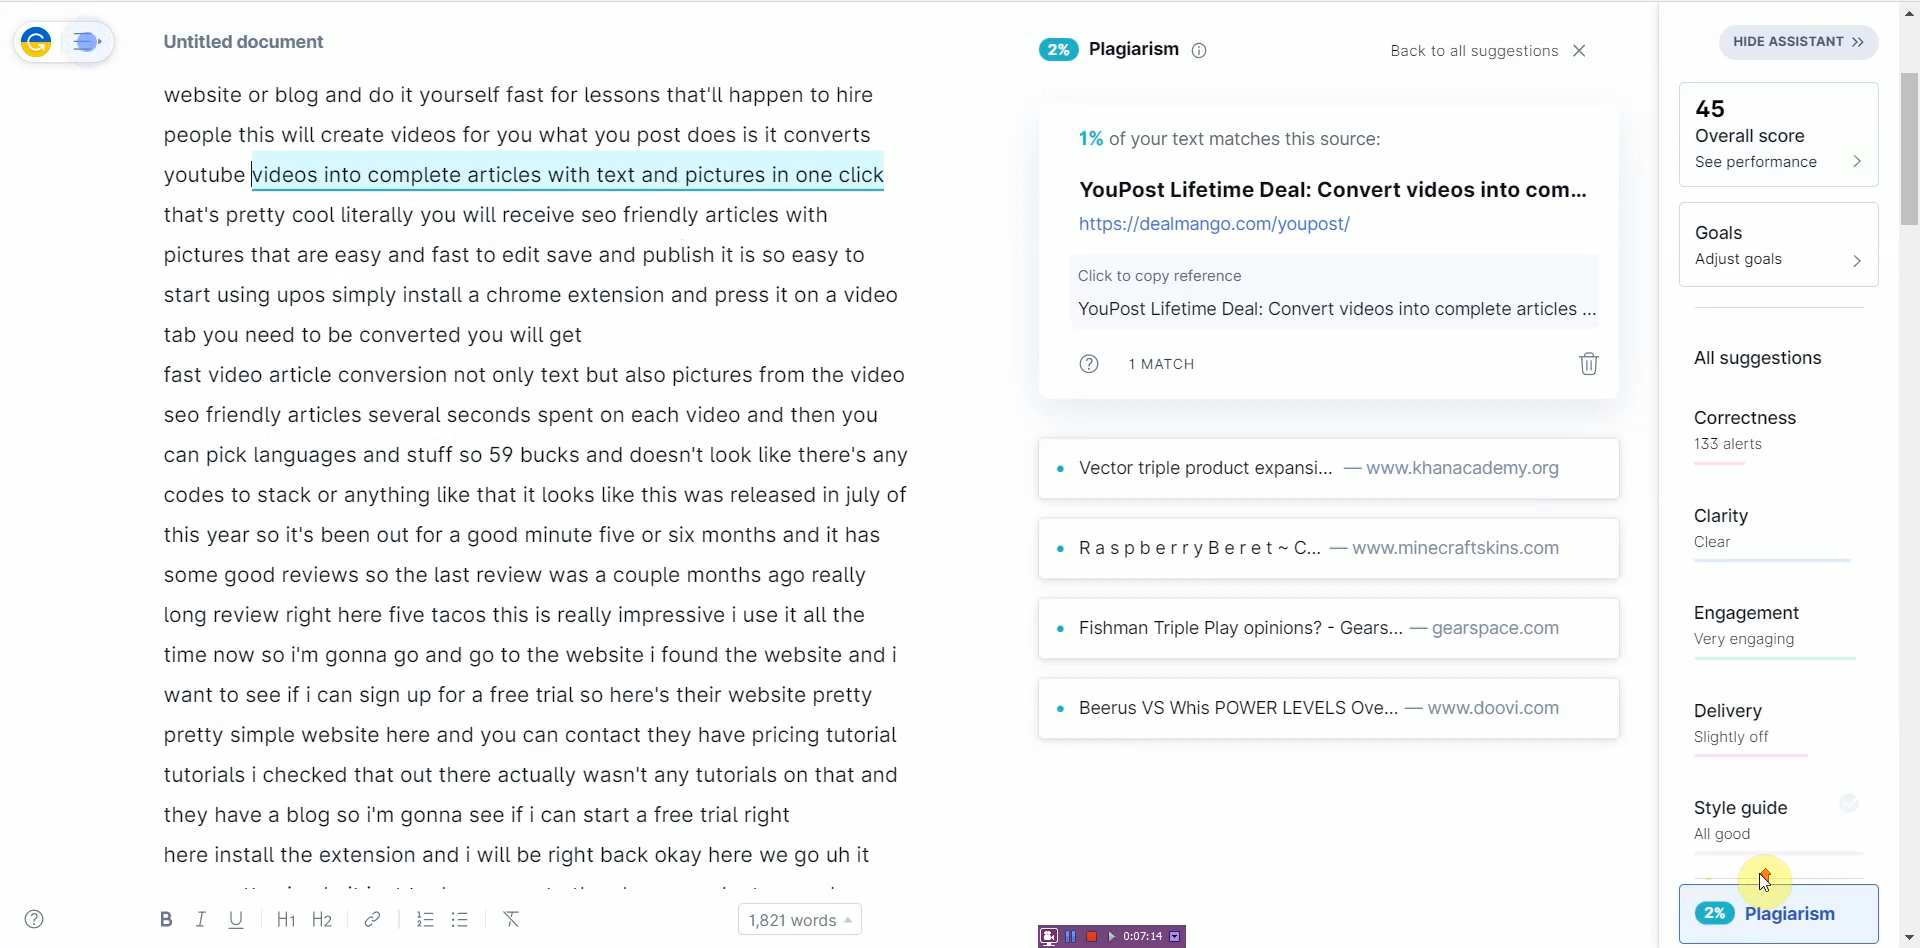 Untitled document
website or blog and do it yourself fast for lessons that'll happen to hire
people this will create videos for you what you post does is it converts
youtube videos into complete articles with text and pictures in one click
that's pretty cool literally you will receive seo friendly articles with
pictures that are easy and fast to edit save and publish it is so easy to
start using upos simply install a chrome extension and press it on a video
tab you need to be converted you will get
fast video article conversion not only text but also pictures from the video
seo friendly articles several seconds spent on each video and then you
can pick languages and stuff so 59 bucks and doesn't look like there's any
codes to stack or anything like that it looks like this was released in july of
this year so it's been out for a good minute five or six months and it has
some good reviews so the last review was a couple months ago really
long review right here five tacos this is really impressive i use it all the
time now so i'm gonna go and go to the website i found the website and i
want to see if i can sign up for a free trial so here's their website pretty
pretty simple website here and you can contact they have pricing tutorial
tutorials i checked that out there actually wasn't any tutorials on that and
they have a blog so i'm gonna see if i can start a free trial right
here install the extension and i will be right back okay here we go uh it
B I U H1 H2
1,821 words
2% Plagiarism
Back to all suggestions
1% of your text matches this source:
YouPost Lifetime Deal: Convert videos into com...
https://dealmango.com/youpost/
Click to copy reference
YouPost Lifetime Deal: Convert videos into complete articles ...
1 MATCH
Vector triple product expansi... — www.khanacademy.org
R a s p b e r r y B e r e t ~ C... — www.minecraftskins.com
Fishman Triple Play opinions? - Gears... — gearspace.com
Beerus VS Whis POWER LEVELS Ove... — www.doovi.com
0:07:14
HIDE ASSISTANT
45
Overall score
See performance
Goals
Adjust goals
All suggestions
Correctness
133 alerts
Clarity
Clear
Engagement
Very engaging
Delivery
Slightly off
Style guide
All good
2% Plagiarism